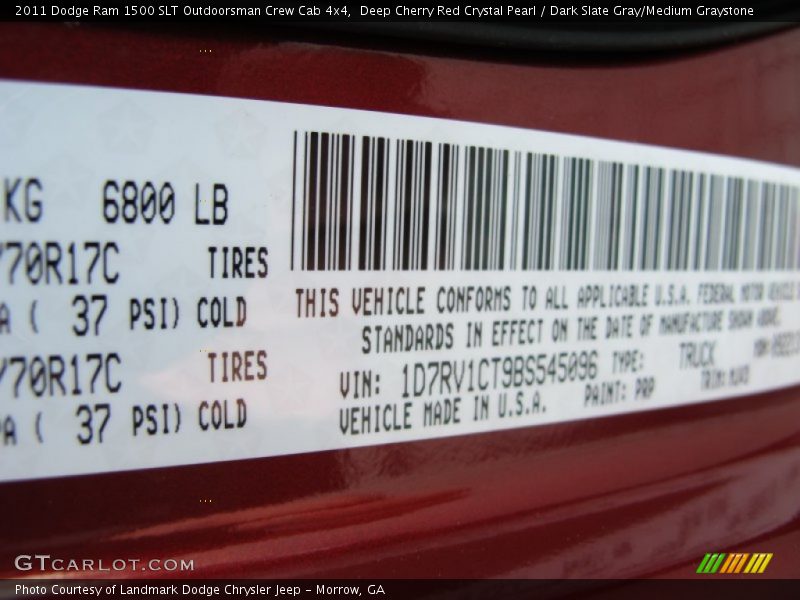 2011 Dodge Ram 1500 SLT Outdoorsman Crew Cab 4x4, Deep Cherry Red Crystal Pearl / Dark Slate Gray/Medium Graystone
KG 6800 LB
/70R17C TIRES
A ( 37 PSI) COLD
/70R17C TIRES
PA ( 37 PSI) COLD
THIS VEHICLE CONFORMS TO ALL APPLICABLE U.S.A. FEDERAL MOTOR VEHICLE
STANDARDS IN EFFECT ON THE DATE OF MANUFACTURE SHOWN ABOVE.
VIN: 1D7RV1CT9BS545096 TYPE: TRUCK
VEHICLE MADE IN U.S.A. PAINT: PRP TRIM:
GTCARLOT.COM
Photo Courtesy of Landmark Dodge Chrysler Jeep - Morrow, GA